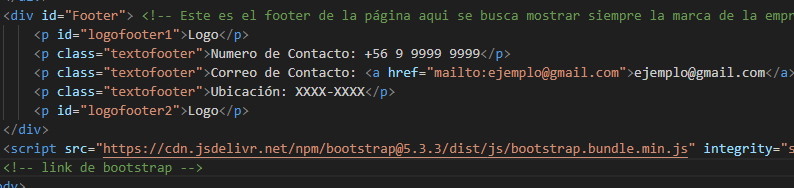 <div id="Footer"> <!-- Este es el footer de la página aqui se busca mostrar siempre la marca de la empr
<p id="logofooter1">Logo</p>
<p class="textofooter">Numero de Contacto: +56 9 9999 9999</p>
<p class="textofooter">Correo de Contacto: <a href="mailto:ejemplo@gmail.com">ejemplo@gmail.com</a>
<p class="textofooter">Ubicación: XXXX-XXXX</p>
<p id="logofooter2">Logo</p>
</div>
<script src="https://cdn.jsdelivr.net/npm/bootstrap@5.3.3/dist/js/bootstrap.bundle.min.js" integrity="s
<!-- link de bootstrap -->